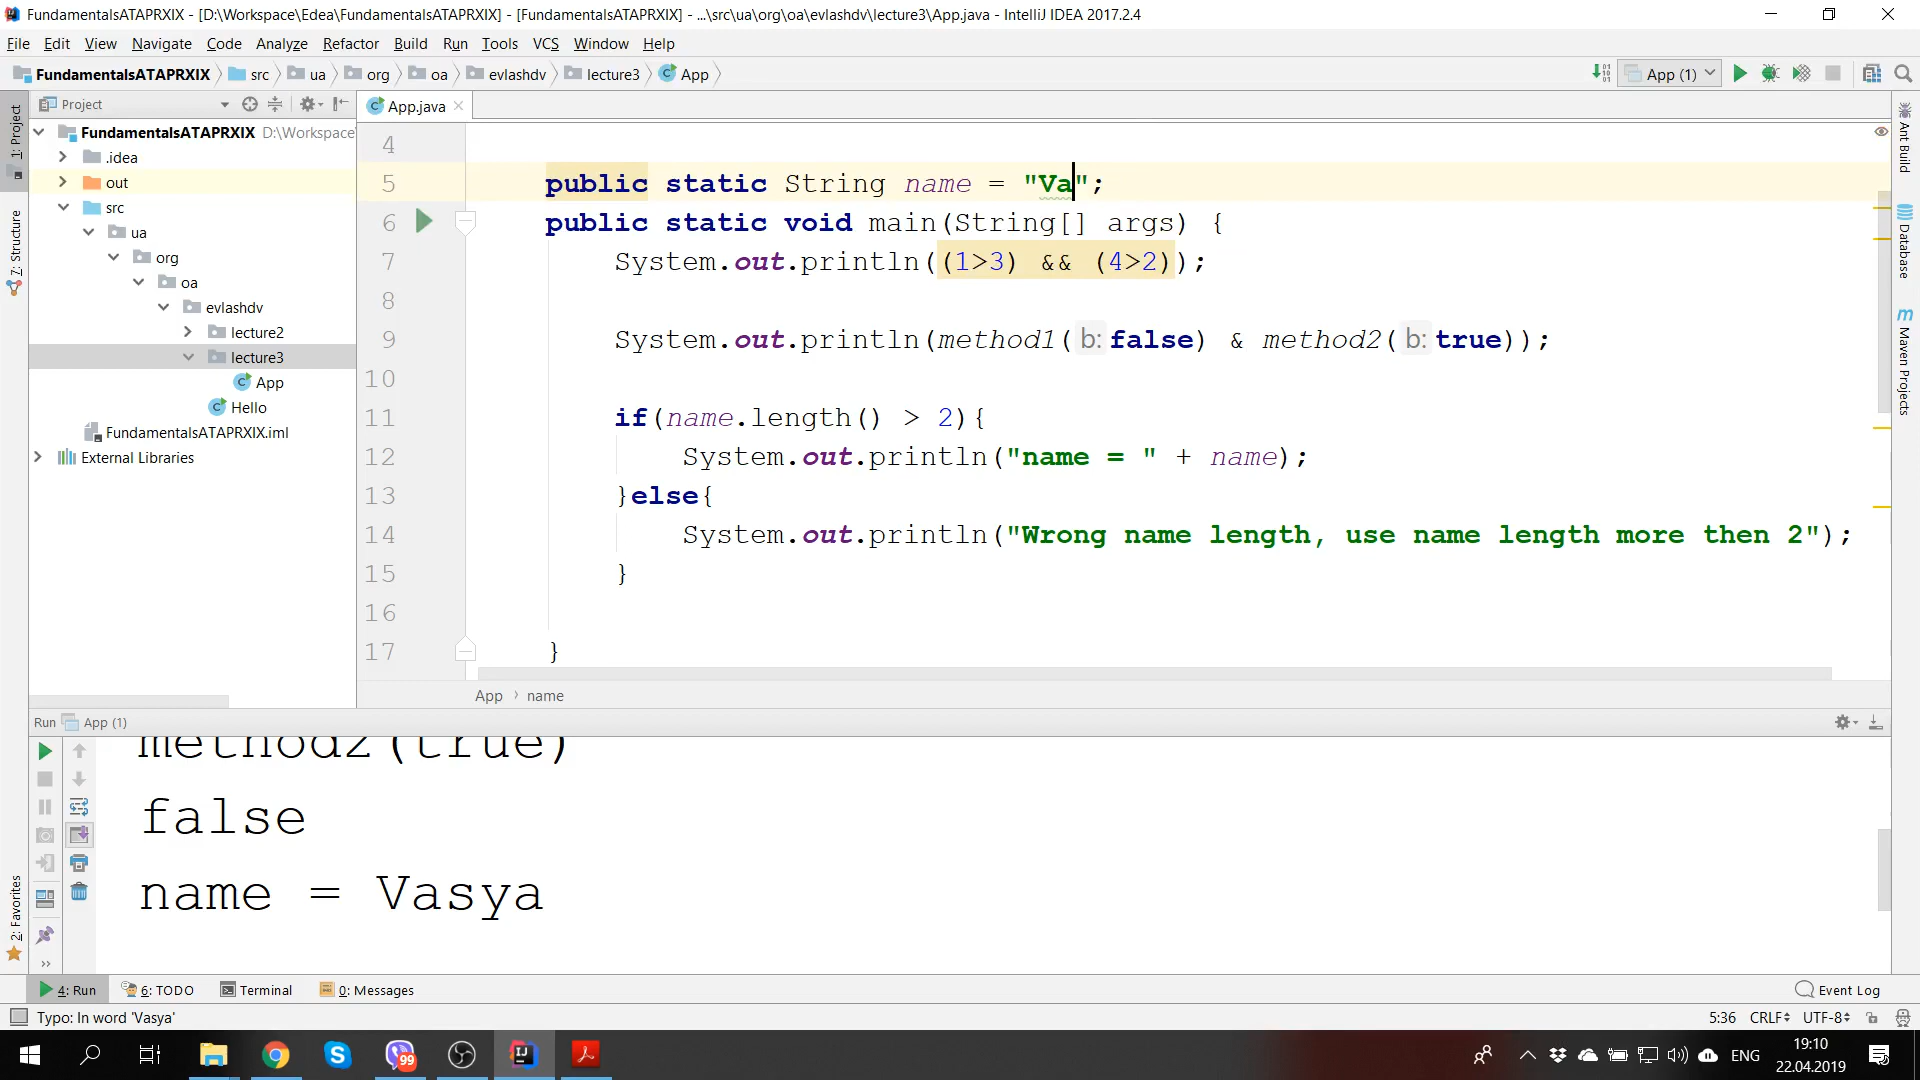 FundamentalsATAPRXIX - [D:\Workspace\Edea\FundamentalsATAPRXIX] - [FundamentalsATAPRXIX] - ...\src\ua\org\oa\evlashdv\lecture3\App.java - IntelliJ IDEA 2017.2.4
File Edit View Navigate Code Analyze Refactor Build Run Tools VCS Window Help
FundamentalsATAPRXIX src ua org oa evlashdv lecture3 App App (1)
1: Project
7: Structure
2: Favorites
Project
FundamentalsATAPRXIX D:\Workspace
.idea
out
src
ua
org
oa
evlashdv
lecture2
lecture3
App
Hello
FundamentalsATAPRXIX.iml
External Libraries
App.java
4
5 public static String name = "Va";
6 public static void main(String[] args) {
7 System.out.println((1>3) && (4>2));
8
9 System.out.println(method1( b: false) & method2( b: true));
10
11 if(name.length() > 2){
12 System.out.println("name = " + name);
13 }else{
14 System.out.println("Wrong name length, use name length more then 2");
15 }
16
17 }
App › name
Ant Build
Database
Maven Projects
Run App (1)
method2(true)
false
name = Vasya
4: Run 6: TODO Terminal 0: Messages Event Log
Typo: In word 'Vasya' 5:36 CRLF UTF-8
99
ENG
19:10
22.04.2019